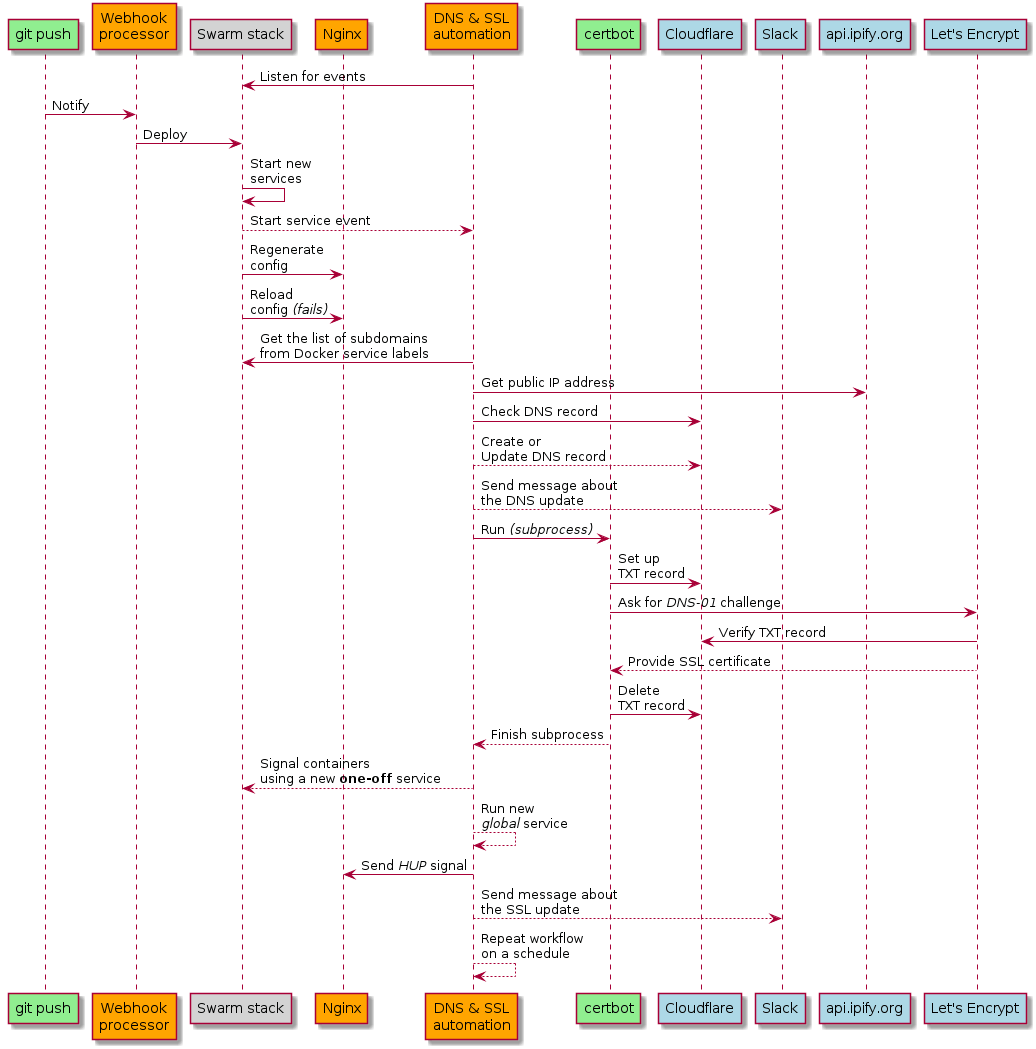 git push
Webhook
processor
Swarm stack
Nginx
DNS & SSL
automation
certbot
Cloudflare
Slack
api.ipify.org
Let's Encrypt
Listen for events
Notify
Deploy
Start new
services
Start service event
Regenerate
config
Reload
config (fails)
Get the list of subdomains
from Docker service labels
Get public IP address
Check DNS record
Create or
Update DNS record
Send message about
the DNS update
Run (subprocess)
Set up
TXT record
Ask for DNS-01 challenge
Verify TXT record
Provide SSL certificate
Delete
TXT record
Finish subprocess
Signal containers
using a new one-off service
Run new
global service
Send HUP signal
Send message about
the SSL update
Repeat workflow
on a schedule
git push
Webhook
processor
Swarm stack
Nginx
DNS & SSL
automation
certbot
Cloudflare
Slack
api.ipify.org
Let's Encrypt